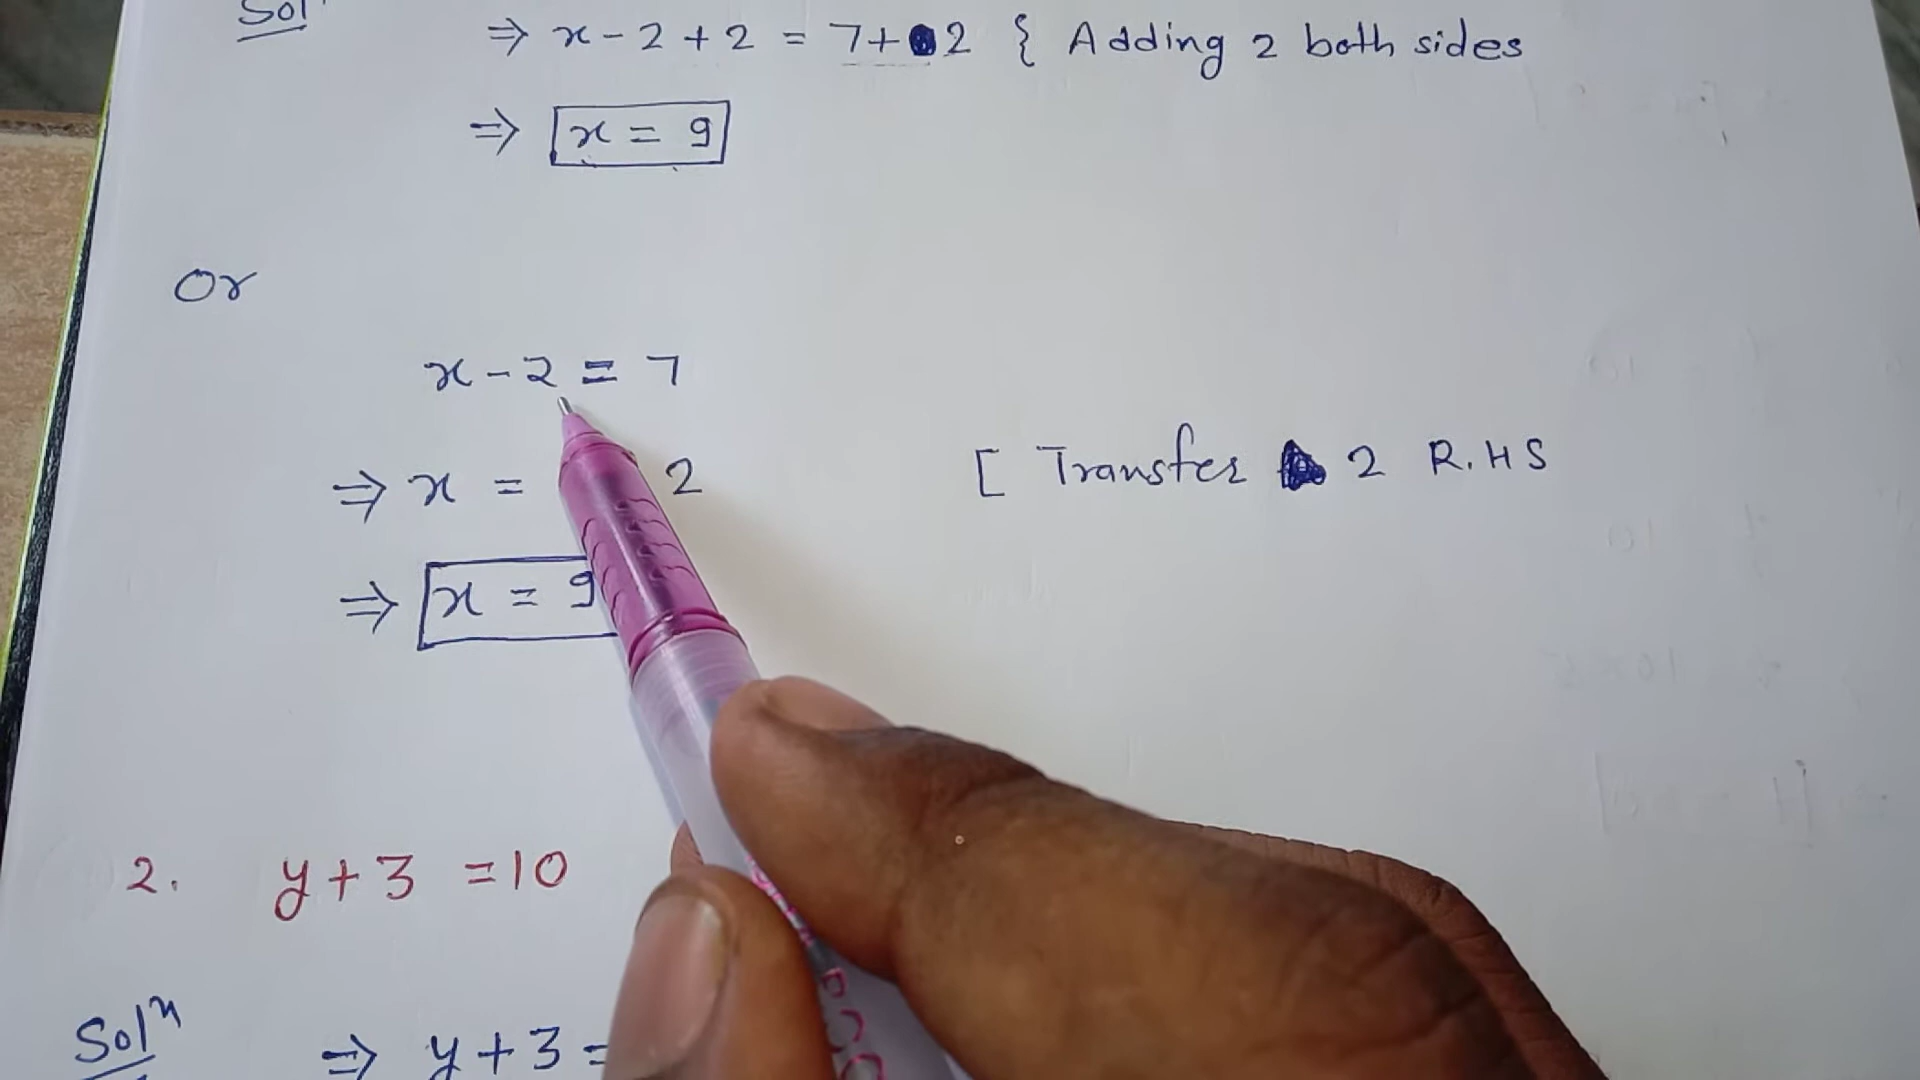 Sol
⇒ x - 2 + 2 = 7 + 2 { Adding 2 both sides
⇒ x = 9
Or
x - 2 = 7
⇒ x = 2 [ Transfer 2 R.H S
⇒ x = 9
2. y + 3 = 10
Solⁿ ⇒ y + 3 =